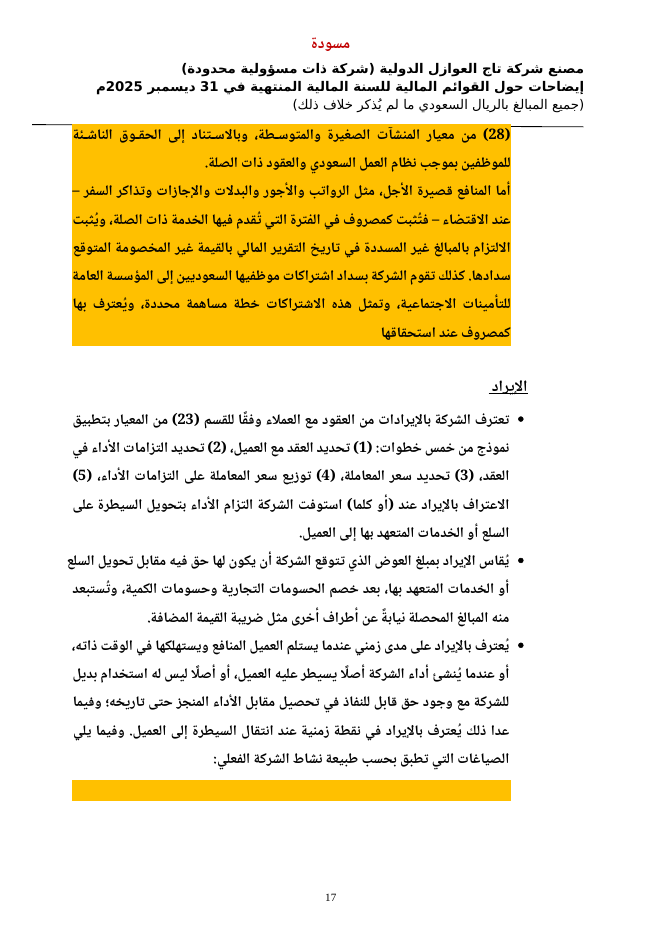 مسودة
مصنع شركة تاج العوازل الدولية (شركة ذات مسؤولية محدودة)
إيضاحات حول القوائم المالية للسنة المالية المنتهية في 31 ديسمبر 2025م
(جميع المبالغ بالريال السعودي ما لم يُذكر خلاف ذلك)
(28) من معيار المنشآت الصغيرة والمتوسطة، وبالاستناد إلى الحقوق الناشئة
للموظفين بموجب نظام العمل السعودي والعقود ذات الصلة.
أما المنافع قصيرة الأجل، مثل الرواتب والأجور والبدلات والإجازات وتذاكر السفر –
عند الاقتضاء – فتُثبت كمصروف في الفترة التي تُقدم فيها الخدمة ذات الصلة، ويُثبت
الالتزام بالمبالغ غير المسددة في تاريخ التقرير المالي بالقيمة غير المخصومة المتوقع
سدادها. كذلك تقوم الشركة بسداد اشتراكات موظفيها السعوديين إلى المؤسسة العامة
للتأمينات الاجتماعية، وتمثل هذه الاشتراكات خطة مساهمة محددة، ويُعترف بها
كمصروف عند استحقاقها
الإيراد
• تعترف الشركة بالإيرادات من العقود مع العملاء وفقًا للقسم (23) من المعيار بتطبيق
نموذج من خمس خطوات: (1) تحديد العقد مع العميل، (2) تحديد التزامات الأداء في
العقد، (3) تحديد سعر المعاملة، (4) توزيع سعر المعاملة على التزامات الأداء، (5)
الاعتراف بالإيراد عند (أو كلما) استوفت الشركة التزام الأداء بتحويل السيطرة على
السلع أو الخدمات المتعهد بها إلى العميل.
• يُقاس الإيراد بمبلغ العوض الذي تتوقع الشركة أن يكون لها حق فيه مقابل تحويل السلع
أو الخدمات المتعهد بها، بعد خصم الحسومات التجارية وحسومات الكمية، وتُستبعد
منه المبالغ المحصلة نيابةً عن أطراف أخرى مثل ضريبة القيمة المضافة.
• يُعترف بالإيراد على مدى زمني عندما يستلم العميل المنافع ويستهلكها في الوقت ذاته،
أو عندما يُنشئ أداء الشركة أصلًا يسيطر عليه العميل، أو أصلًا ليس له استخدام بديل
للشركة مع وجود حق قابل للنفاذ في تحصيل مقابل الأداء المنجز حتى تاريخه؛ وفيما
عدا ذلك يُعترف بالإيراد في نقطة زمنية عند انتقال السيطرة إلى العميل. وفيما يلي
الصياغات التي تطبق بحسب طبيعة نشاط الشركة الفعلي:
17